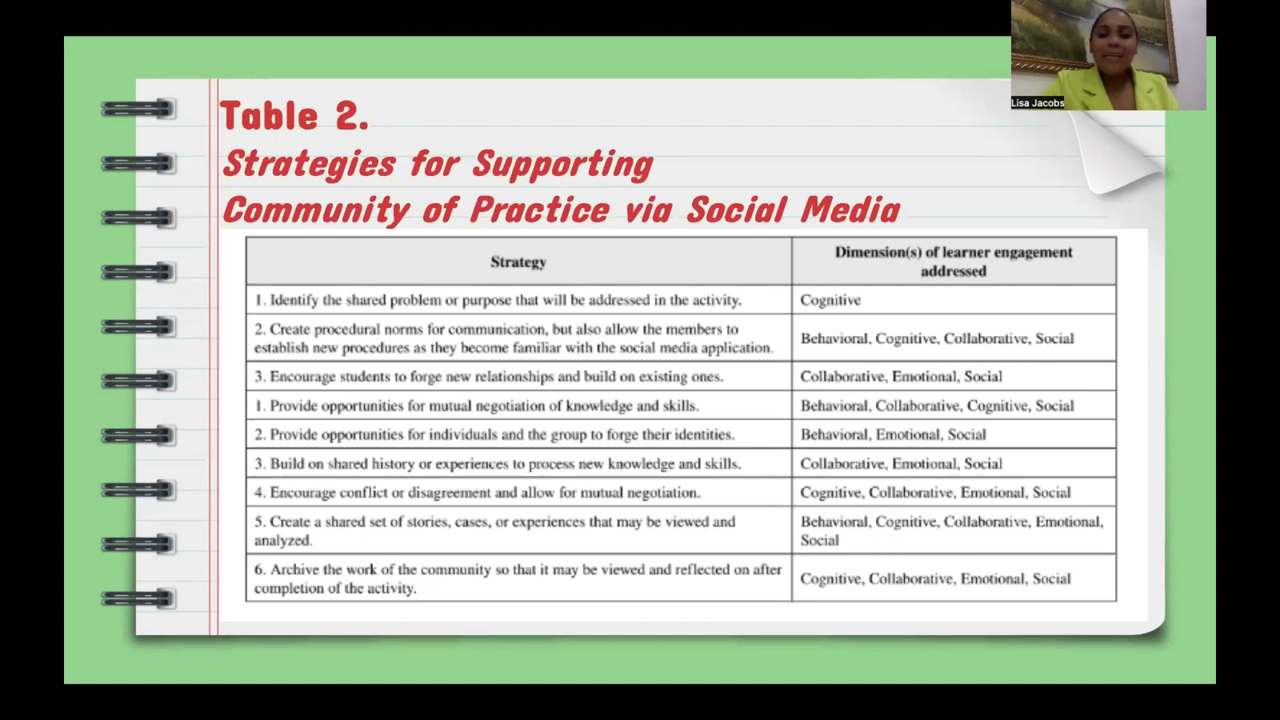 Lisa Jacobs
Table 2.
Strategies for Supporting
Community of Practice via Social Media
Strategy
Dimension(s) of learner engagement
addressed
1. Identify the shared problem or purpose that will be addressed in the activity.
Cognitive
2. Create procedural norms for communication, but also allow the members to
establish new procedures as they become familiar with the social media application.
Behavioral, Cognitive, Collaborative, Social
3. Encourage students to forge new relationships and build on existing ones.
Collaborative, Emotional, Social
1. Provide opportunities for mutual negotiation of knowledge and skills.
Behavioral, Collaborative, Cognitive, Social
2. Provide opportunities for individuals and the group to forge their identities.
Behavioral, Emotional, Social
3. Build on shared history or experiences to process new knowledge and skills.
Collaborative, Emotional, Social
4. Encourage conflict or disagreement and allow for mutual negotiation.
Cognitive, Collaborative, Emotional, Social
5. Create a shared set of stories, cases, or experiences that may be viewed and
analyzed.
Behavioral, Cognitive, Collaborative, Emotional,
Social
6. Archive the work of the community so that it may be viewed and reflected on after
completion of the activity.
Cognitive, Collaborative, Emotional, Social